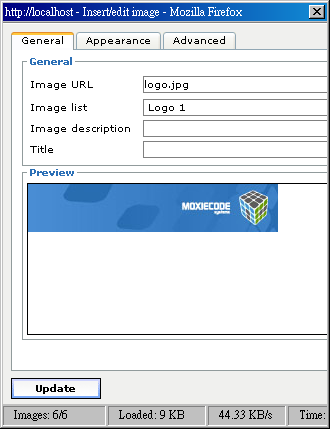 http://localhost - Insert/edit image - Mozilla Firefox
General Appearance Advanced
General
Image URL logo.jpg
Image list Logo 1
Image description
Title
Preview
MOXIECODE
systems
Update
Images: 6/6 Loaded: 9 KB 44.33 KB/s Time: